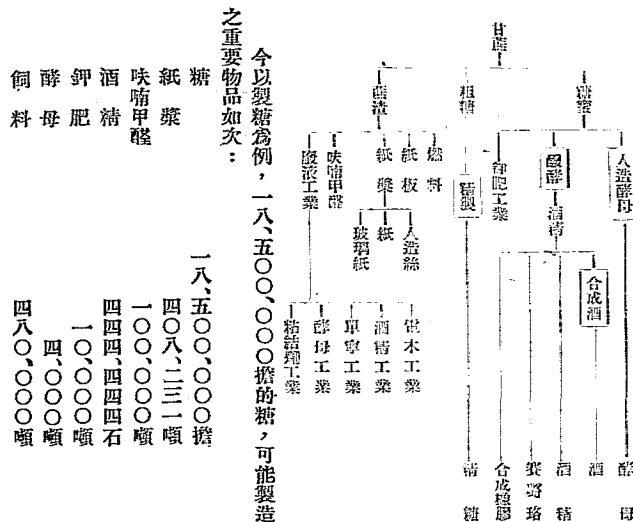 甘蔗
糖蜜
人造酵母
酵母
醱酵
酒精
合成酒
酒
酒精
賽璐珞
合成橡膠
鉀肥工業
粗糖
精製
精糖
蔗渣
燃料
紙板
紙漿
人造絲
紙
玻璃紙
呋喃甲醛
廢液工業
電木工業
酒精工業
單寧工業
酵母工業
粘結劑工業
今以製糖為例，一八、五〇〇、〇〇〇擔的糖，可能製造
之重要物品如次：
糖 一八、五〇〇、〇〇〇擔
紙漿 四〇八、二三一噸
呋喃甲醛 一〇〇、〇〇〇噸
酒精 四四四、四四四石
鉀肥 一〇、〇〇〇噸
酵母 四、〇〇〇噸
飼料 四八〇、〇〇〇噸